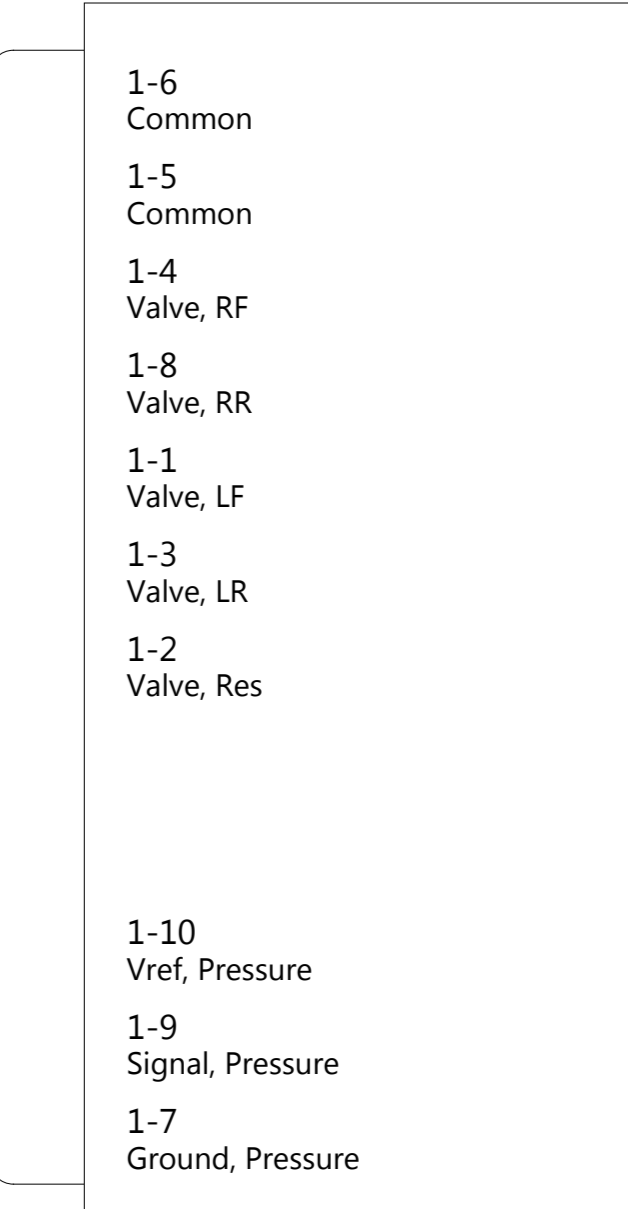 1-6
Common
1-5
Common
1-4
Valve, RF
1-8
Valve, RR
1-1
Valve, LF
1-3
Valve, LR
1-2
Valve, Res
1-10
Vref, Pressure
1-9
Signal, Pressure
1-7
Ground, Pressure